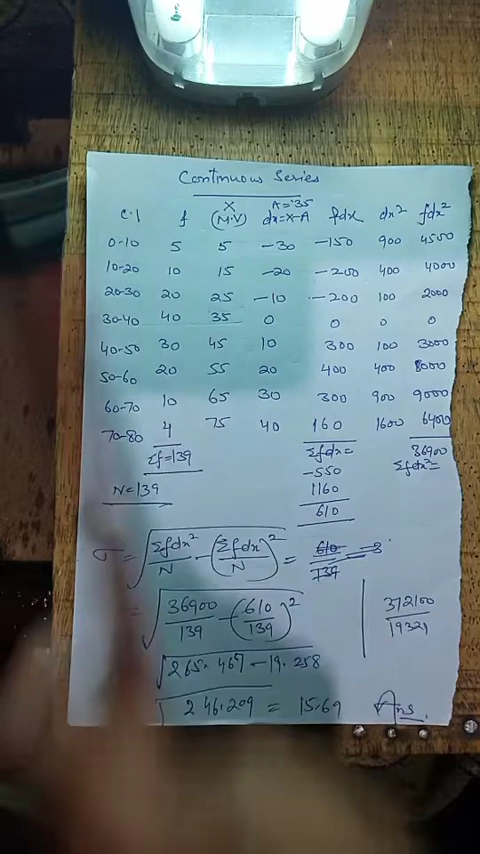 Continuous Series
X A=35
C.I f (M.V) dx=X-A fdx dx² fdx²
0-10 5 5 -30 -150 900 4500
10-20 10 15 -20 -200 400 4000
20-30 20 25 -10 -200 100 2000
30-40 40 35 0 0 0 0
40-50 30 45 10 300 100 3000
50-60 20 55 20 400 400 8000
60-70 10 65 30 300 900 9000
70-80 4 75 40 160 1600 6400
Σf=139 Σfdx= 36900
N=139 -550 Σfdx²=
1160
610
σ = √Σfdx²/N - (Σfdx/N)² = 610/139 = 3
= √36900/139 - (610/139)² 372100/19321
√265.467 - 19.258
√246.209 = 15.69 Ans.